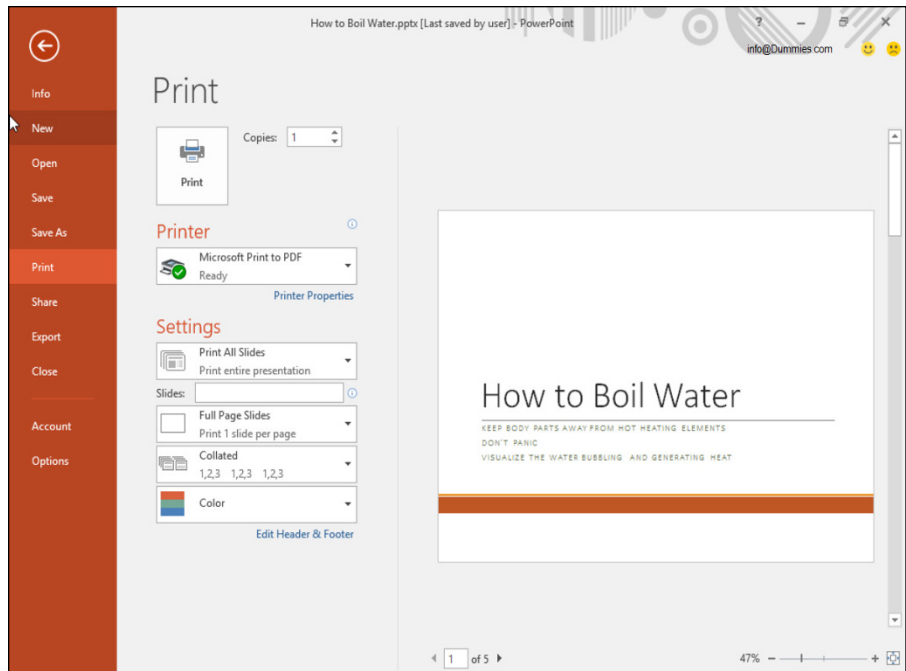 How to Boil Water.pptx [Last saved by user] - PowerPoint
?
info@Dummies.com
Info
New
Open
Save
Save As
Print
Share
Export
Close
Account
Options
Print
Copies: 1
Print
Printer
Microsoft Print to PDF
Ready
Printer Properties
Settings
Print All Slides
Print entire presentation
Slides:
Full Page Slides
Print 1 slide per page
Collated
1,2,3 1,2,3 1,2,3
Color
Edit Header & Footer
How to Boil Water
KEEP BODY PARTS AWAY FROM HOT HEATING ELEMENTS
DON'T PANIC
VISUALIZE THE WATER BUBBLING AND GENERATING HEAT
1 of 5
47%